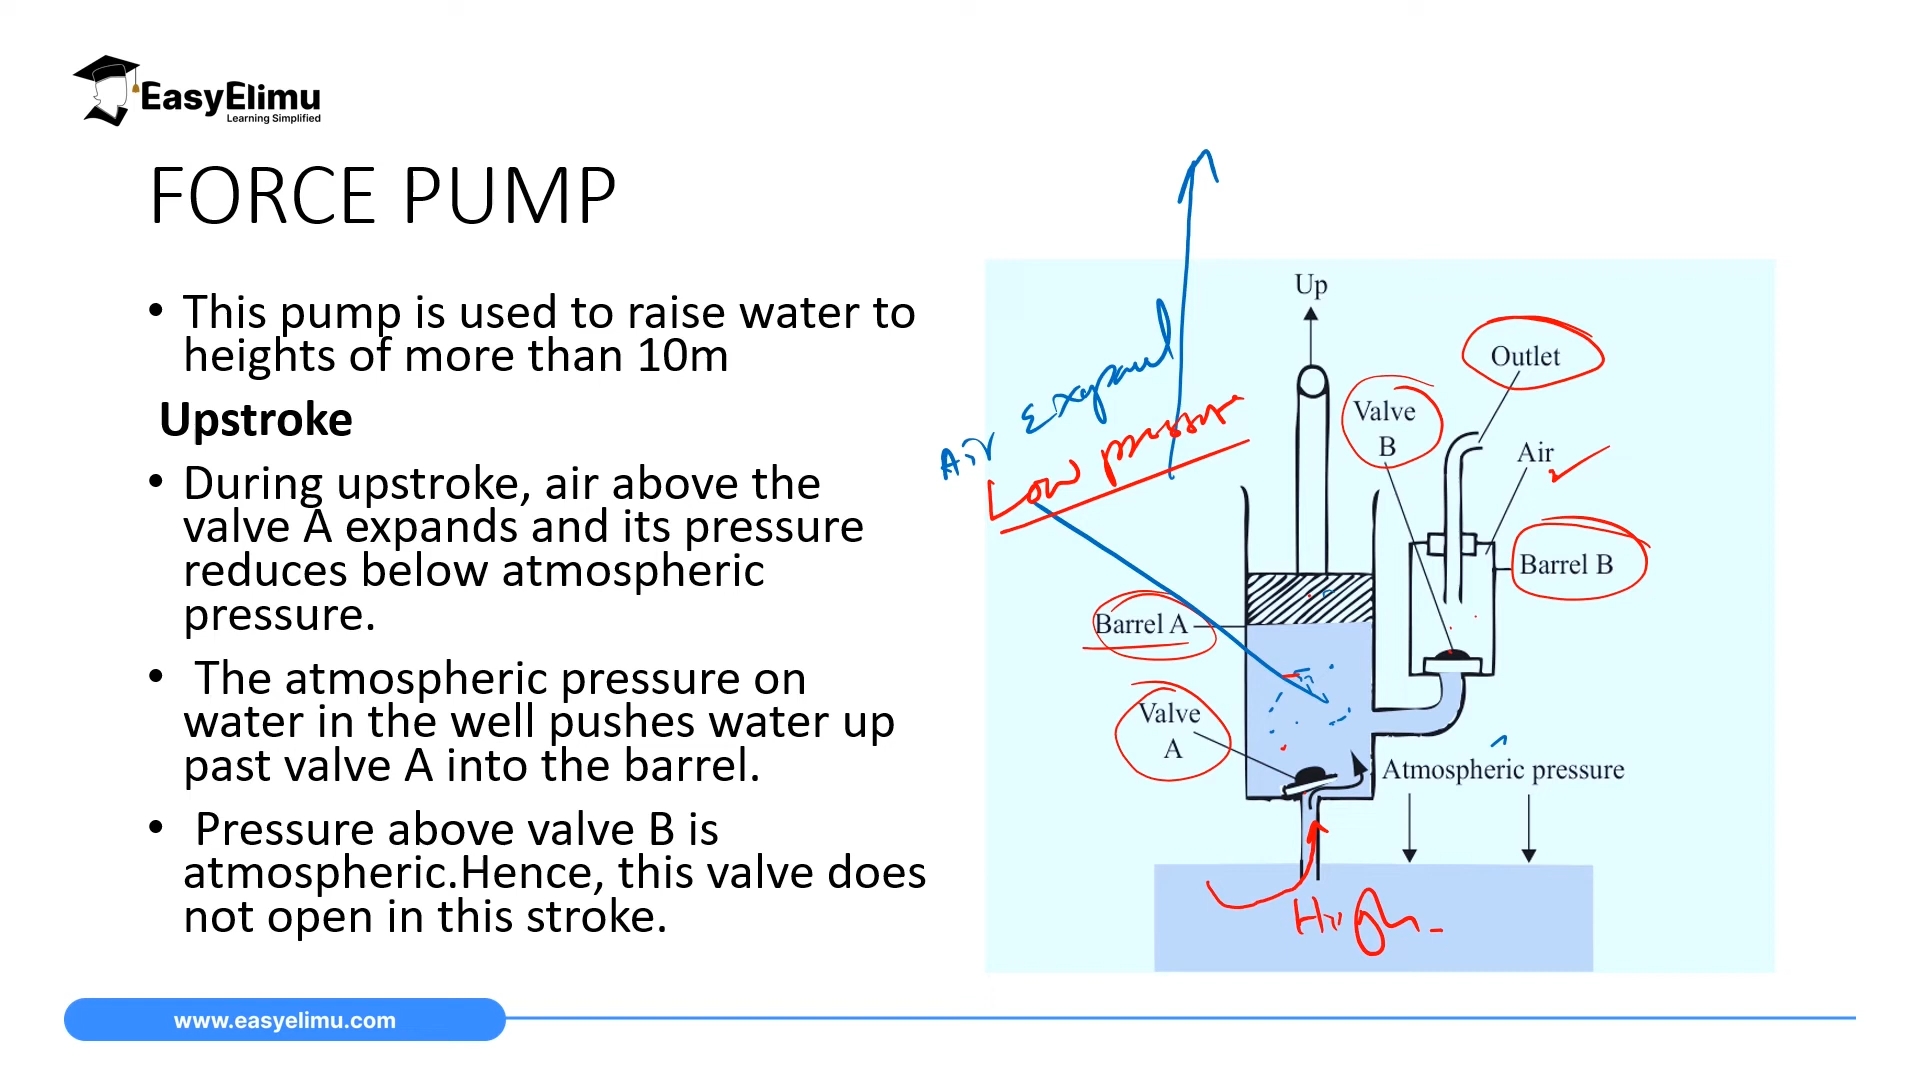 EasyElimu
Learning Simplified
FORCE PUMP
• This pump is used to raise water to
heights of more than 10m
Upstroke
• During upstroke, air above the
valve A expands and its pressure
reduces below atmospheric
pressure.
• The atmospheric pressure on
water in the well pushes water up
past valve A into the barrel.
• Pressure above valve B is
atmospheric.Hence, this valve does
not open in this stroke.
Up
Outlet
Valve
B
Air
Air Expand
Low pressure
Barrel B
Barrel A
Valve
A
Atmospheric pressure
High
www.easyelimu.com